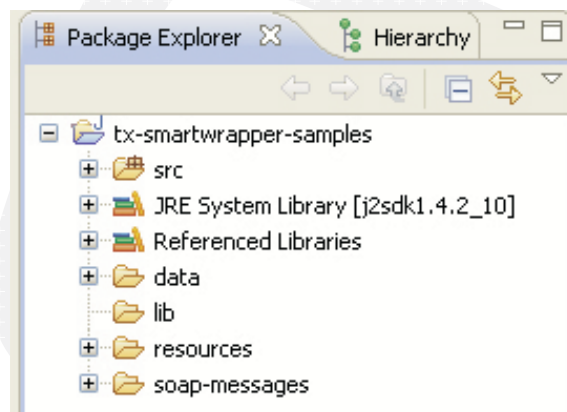 Package Explorer Hierarchy
tx-smartwrapper-samples
src
JRE System Library [j2sdk1.4.2_10]
Referenced Libraries
data
lib
resources
soap-messages